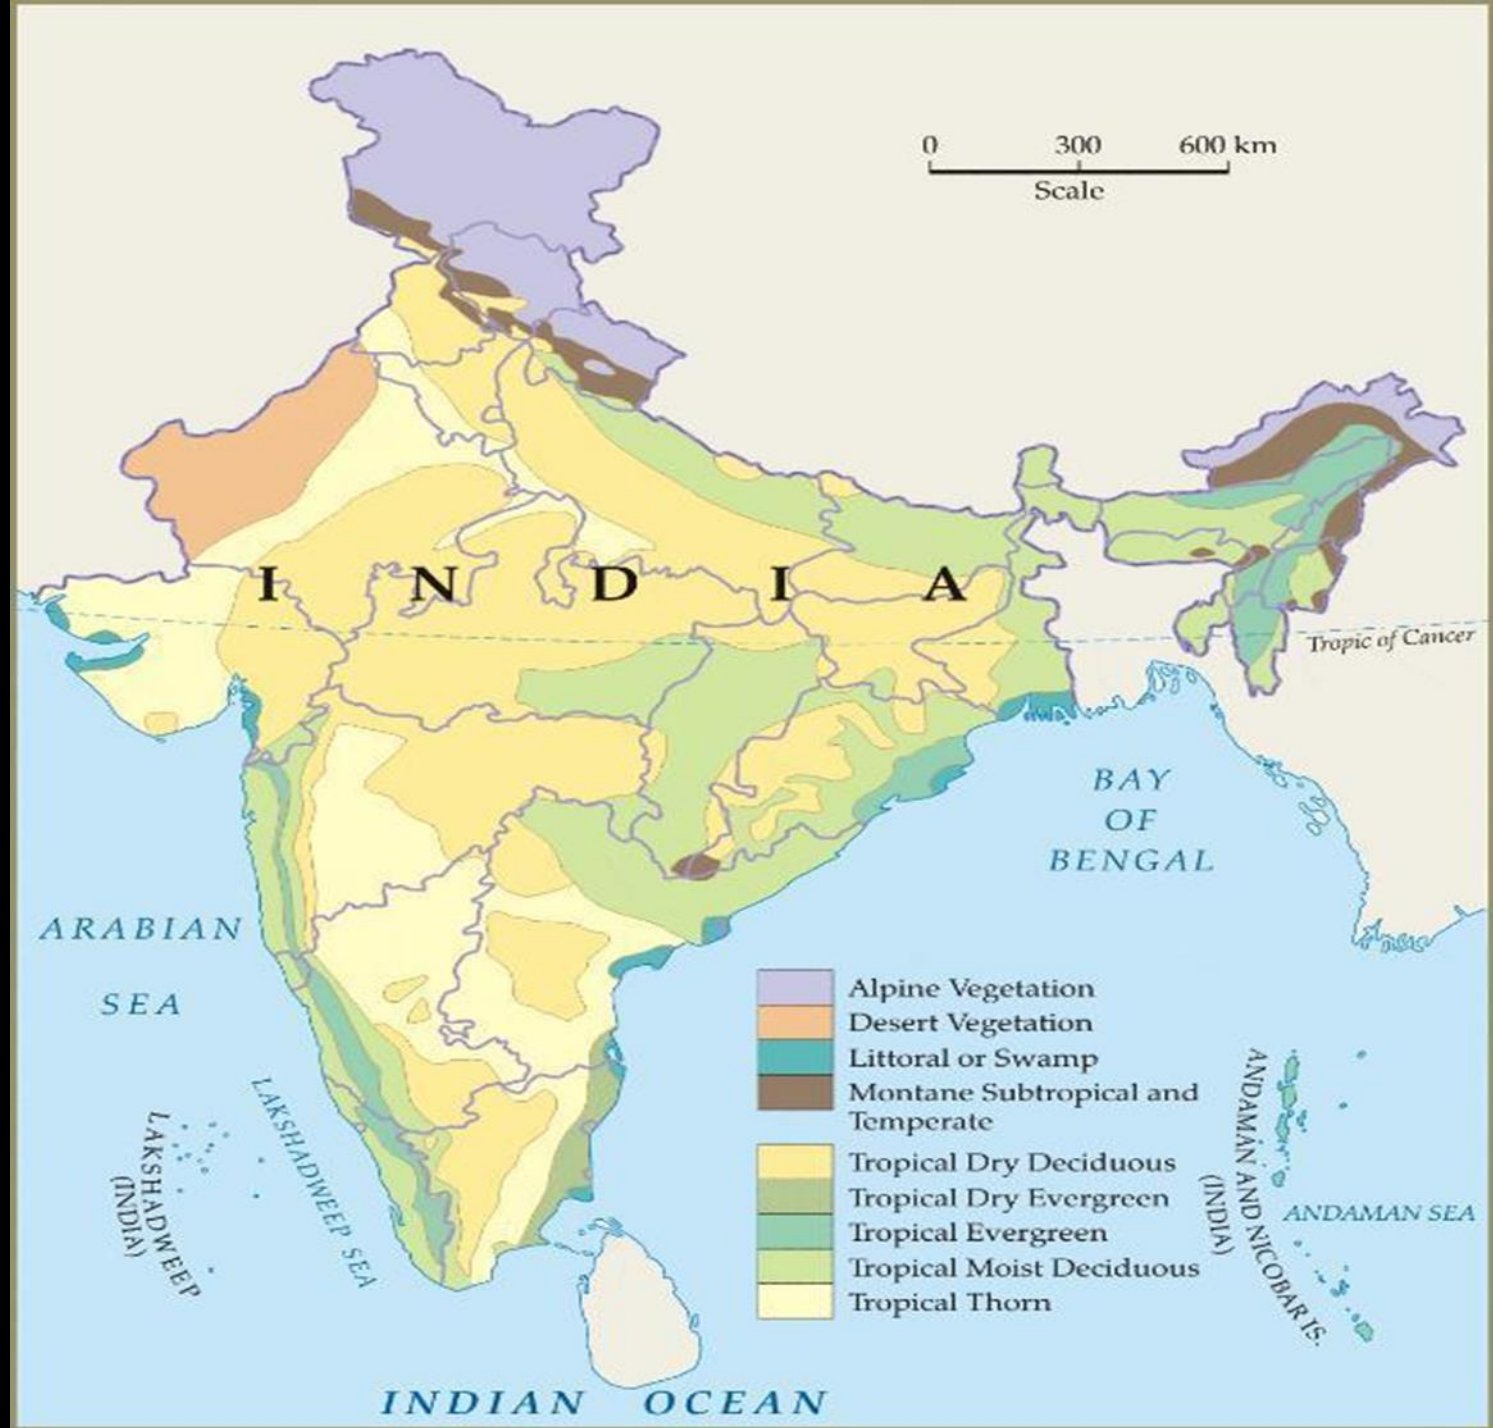 0 300 600 km
Scale
I N D I A
Tropic of Cancer
BAY
OF
BENGAL
ARABIAN
SEA
Alpine Vegetation
Desert Vegetation
Littoral or Swamp
Montane Subtropical and
Temperate
Tropical Dry Deciduous
Tropical Dry Evergreen
Tropical Evergreen
Tropical Moist Deciduous
Tropical Thorn
LAKSHADWEEP
(INDIA)
LAKSHADWEEP SEA
ANDAMAN AND NICOBAR IS.
(INDIA)
ANDAMAN SEA
INDIAN OCEAN